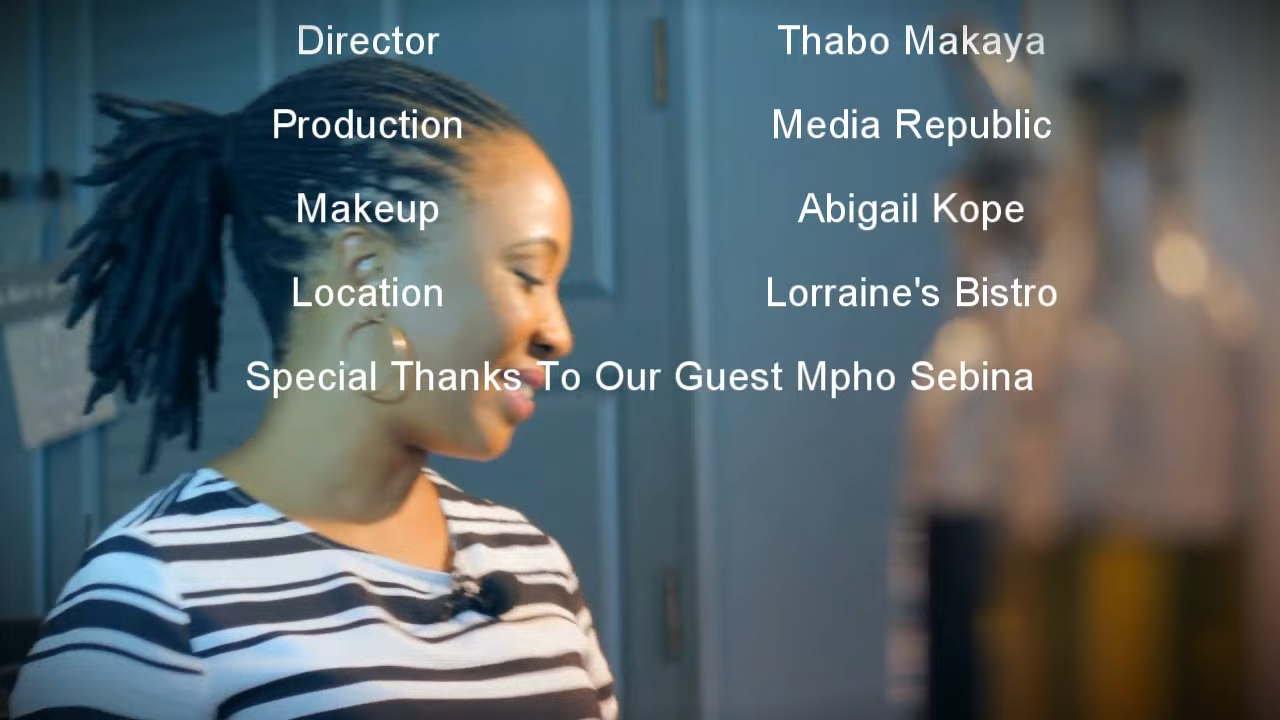 Director Thabo Makaya
Production Media Republic
Makeup Abigail Kope
Location Lorraine's Bistro
Special Thanks To Our Guest Mpho Sebina